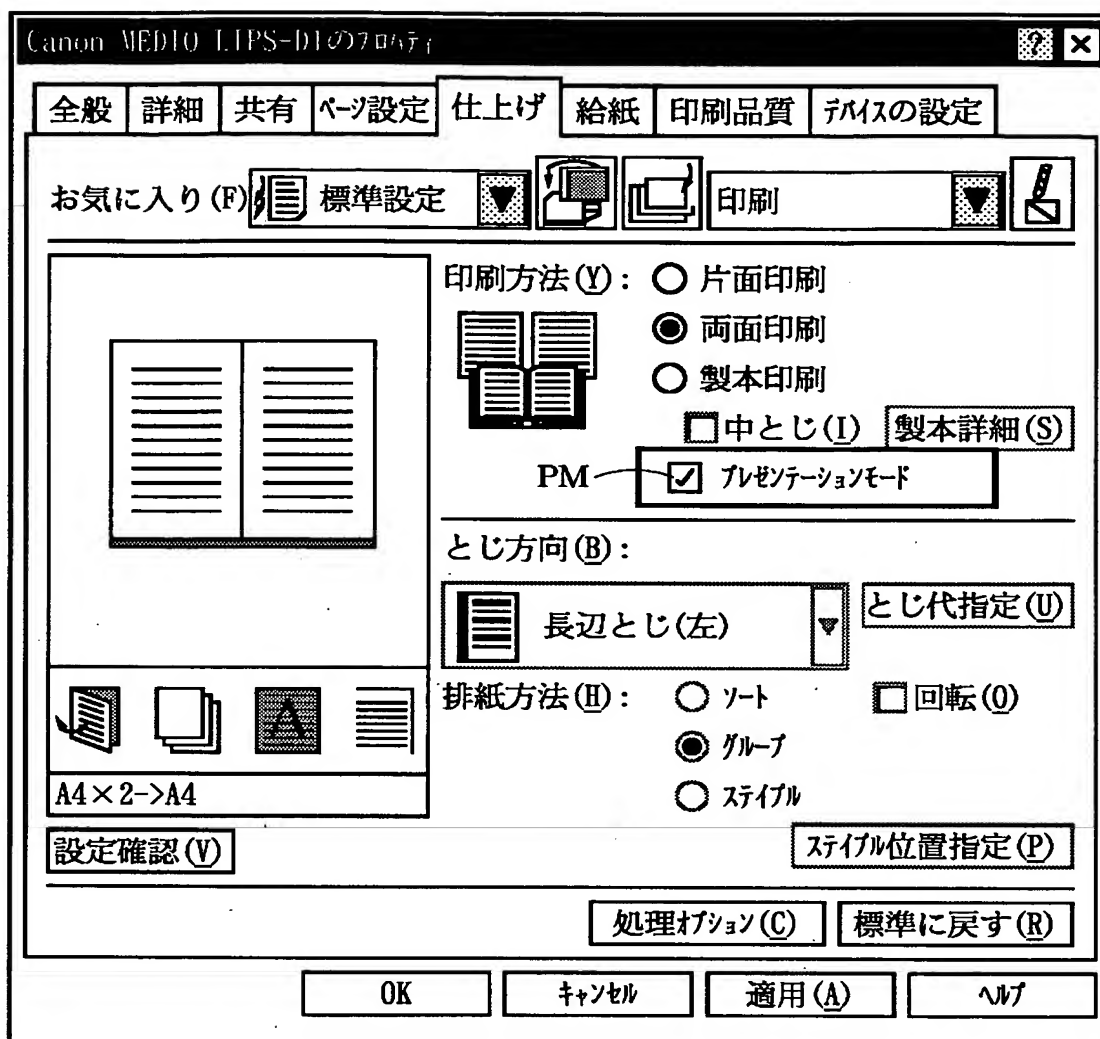 Canon MEDIO LIPS-D1のﾌﾟﾛﾊﾟﾃｨ
全般 詳細 共有 ﾍﾟｰｼﾞ設定 仕上げ 給紙 印刷品質 ﾃﾞﾊﾞｲｽの設定
お気に入り(F) 標準設定 印刷
印刷方法(Y): 片面印刷
両面印刷
製本印刷
中とじ(I) 製本詳細(S)
PM ﾌﾟﾚｾﾞﾝﾃｰｼｮﾝﾓｰﾄﾞ
とじ方向(B):
長辺とじ(左) とじ代指定(U)
排紙方法(H): ｿｰﾄ 回転(O)
ｸﾞﾙｰﾌﾟ
ｽﾃｲﾌﾟﾙ
A
A4×2->A4
設定確認(V) ｽﾃｲﾌﾟﾙ位置指定(P)
処理ｵﾌﾟｼｮﾝ(C) 標準に戻す(R)
OK ｷｬﾝｾﾙ 適用(A) ﾍﾙﾌﾟ